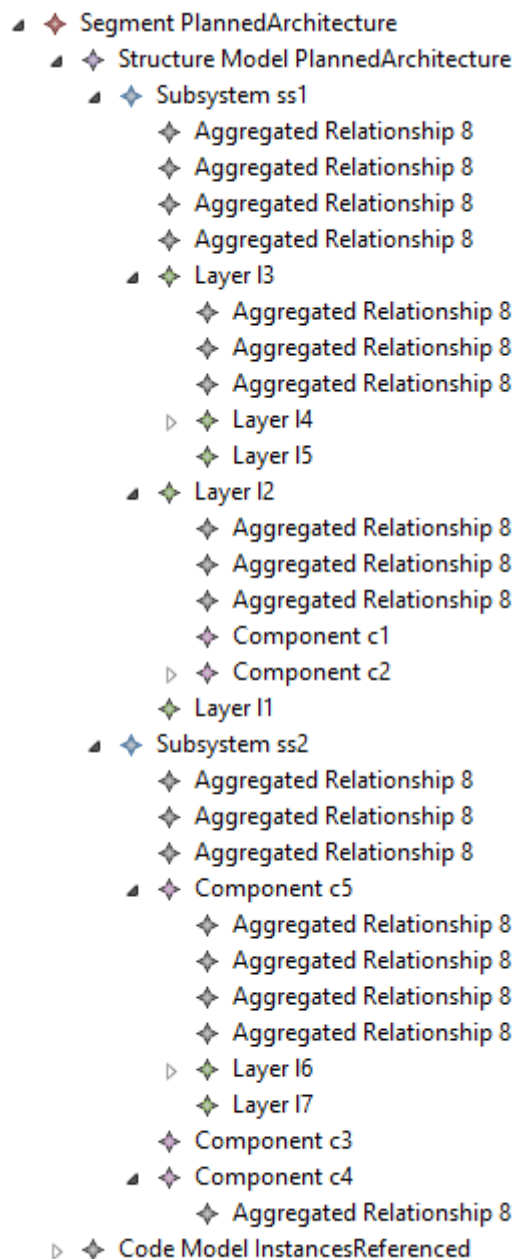 Segment PlannedArchitecture
Structure Model PlannedArchitecture
Subsystem ss1
Aggregated Relationship 8
Aggregated Relationship 8
Aggregated Relationship 8
Aggregated Relationship 8
Layer l3
Aggregated Relationship 8
Aggregated Relationship 8
Aggregated Relationship 8
Layer l4
Layer l5
Layer l2
Aggregated Relationship 8
Aggregated Relationship 8
Aggregated Relationship 8
Component c1
Component c2
Layer l1
Subsystem ss2
Aggregated Relationship 8
Aggregated Relationship 8
Aggregated Relationship 8
Component c5
Aggregated Relationship 8
Aggregated Relationship 8
Aggregated Relationship 8
Aggregated Relationship 8
Layer l6
Layer l7
Component c3
Component c4
Aggregated Relationship 8
Code Model InstancesReferenced